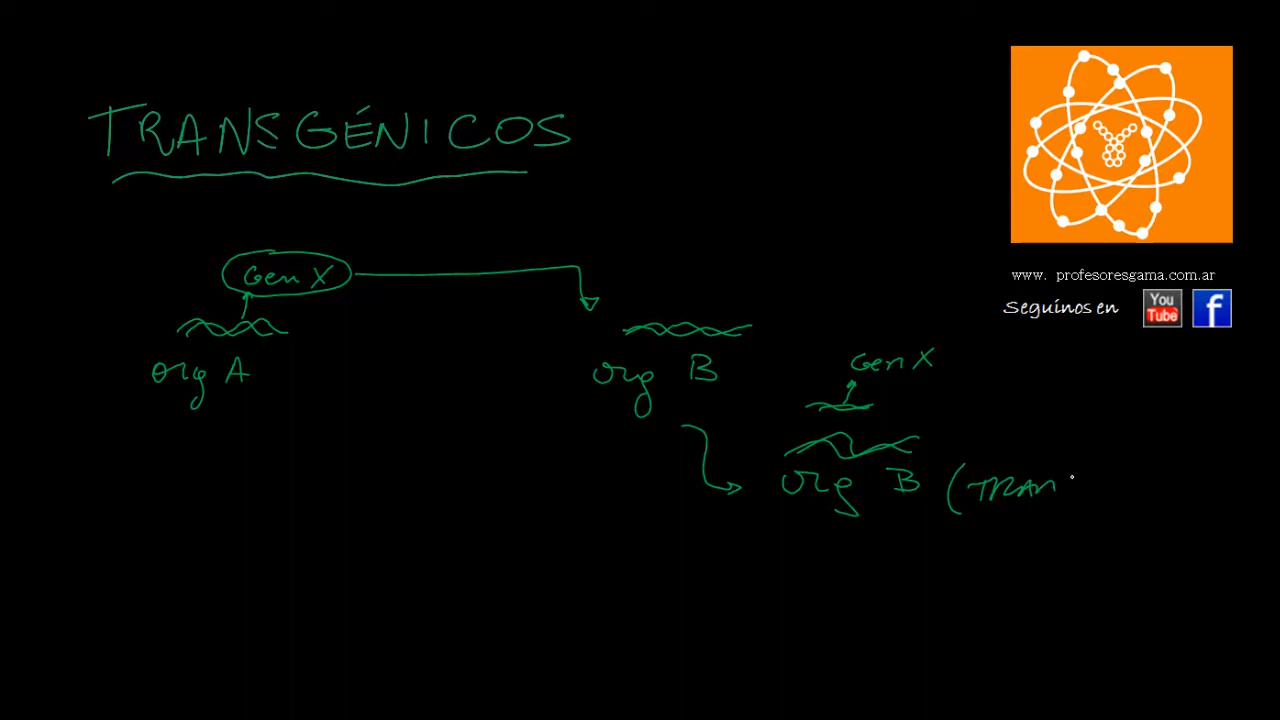 TRANSGÉNICOS
Gen X
org A
org B
Gen X
org B (TRAN
www. profesoresgama.com.ar
Seguinos en
You
Tube
f